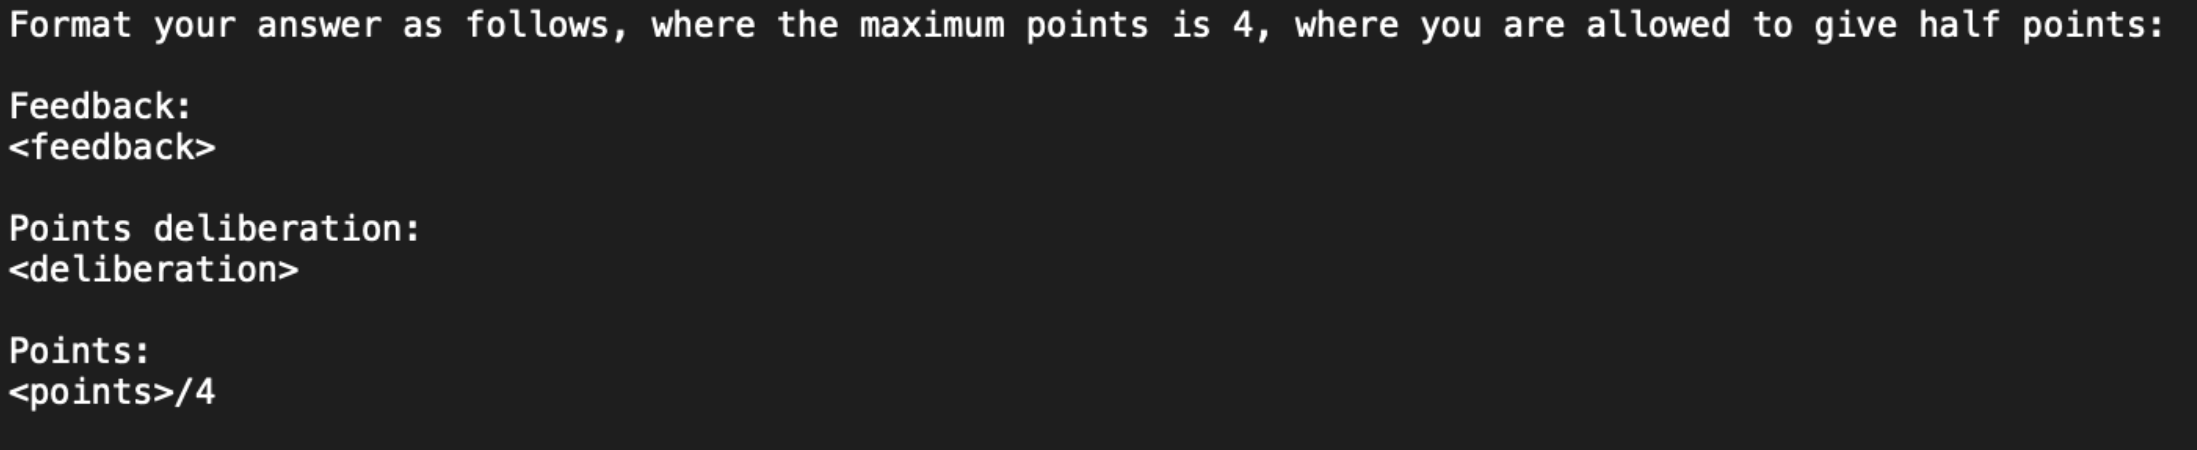 Format your answer as follows, where the maximum points is 4, where you are allowed to give half points:
Feedback:
<feedback>
Points deliberation:
<deliberation>
Points:
<points>/4